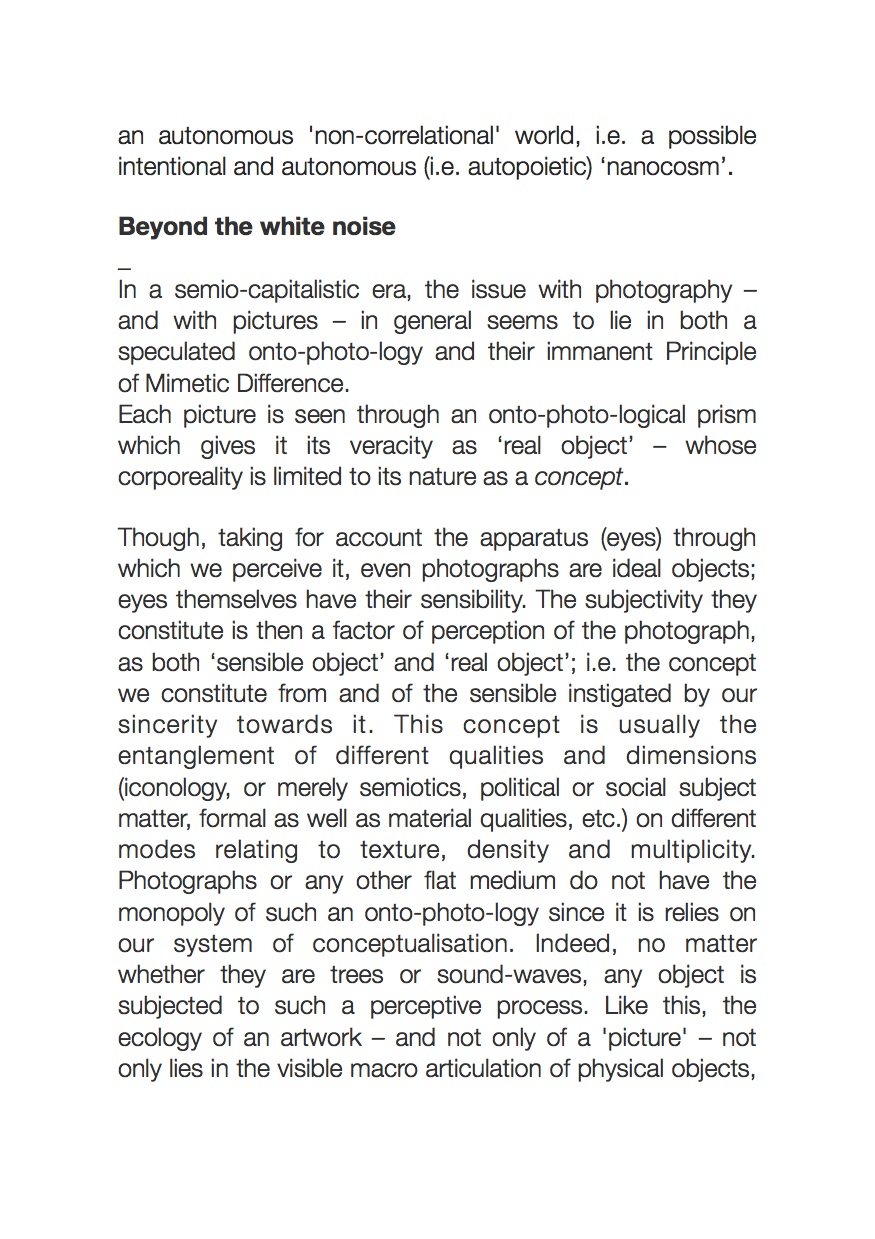 an autonomous 'non-correlational' world, i.e. a possible
intentional and autonomous (i.e. autopoietic) ‘nanocosm’.
Beyond the white noise
_
In a semio-capitalistic era, the issue with photography –
and with pictures – in general seems to lie in both a
speculated onto-photo-logy and their immanent Principle
of Mimetic Difference.
Each picture is seen through an onto-photo-logical prism
which gives it its veracity as ‘real object’ – whose
corporeality is limited to its nature as a concept.
Though, taking for account the apparatus (eyes) through
which we perceive it, even photographs are ideal objects;
eyes themselves have their sensibility. The subjectivity they
constitute is then a factor of perception of the photograph,
as both ‘sensible object’ and ‘real object’; i.e. the concept
we constitute from and of the sensible instigated by our
sincerity towards it. This concept is usually the
entanglement of different qualities and dimensions
(iconology, or merely semiotics, political or social subject
matter, formal as well as material qualities, etc.) on different
modes relating to texture, density and multiplicity.
Photographs or any other flat medium do not have the
monopoly of such an onto-photo-logy since it is relies on
our system of conceptualisation. Indeed, no matter
whether they are trees or sound-waves, any object is
subjected to such a perceptive process. Like this, the
ecology of an artwork – and not only of a 'picture' – not
only lies in the visible macro articulation of physical objects,